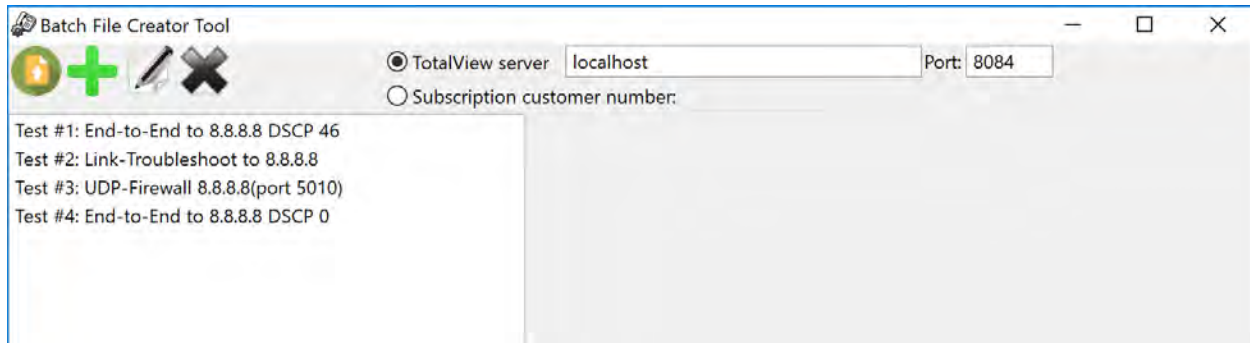 Batch File Creator Tool
TotalView server localhost Port: 8084
Subscription customer number:
Test #1: End-to-End to 8.8.8.8 DSCP 46
Test #2: Link-Troubleshoot to 8.8.8.8
Test #3: UDP-Firewall 8.8.8.8(port 5010)
Test #4: End-to-End to 8.8.8.8 DSCP 0